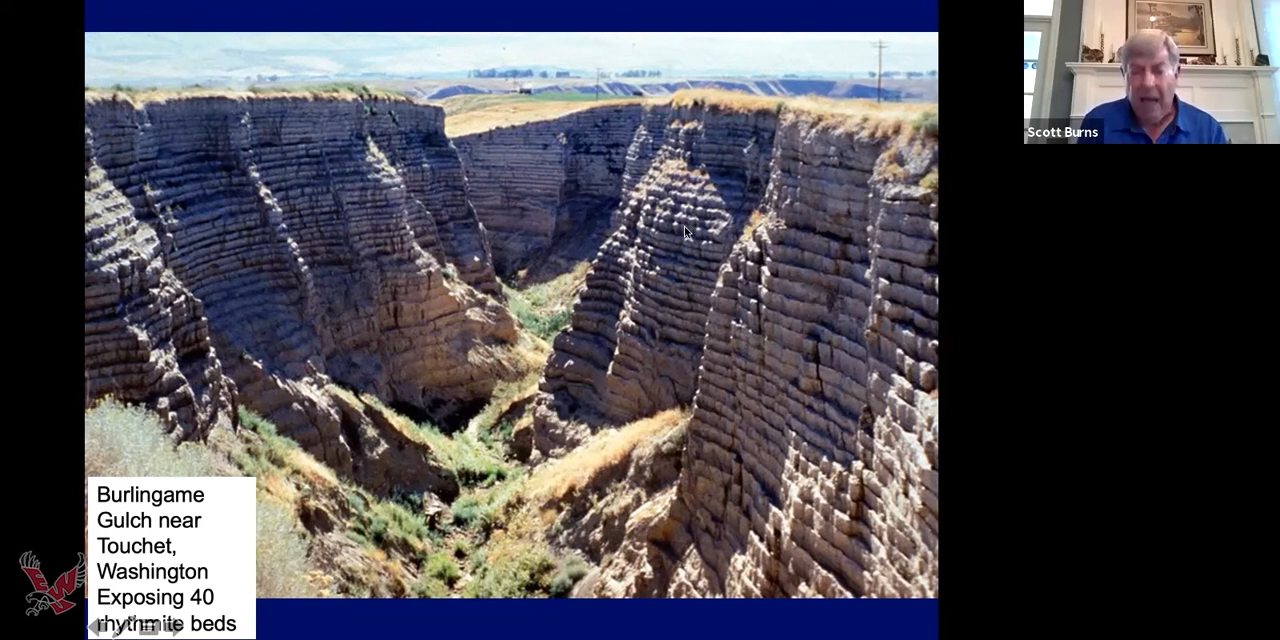 Scott Burns
Burlingame
Gulch near
Touchet,
Washington
Exposing 40
rhythmite beds